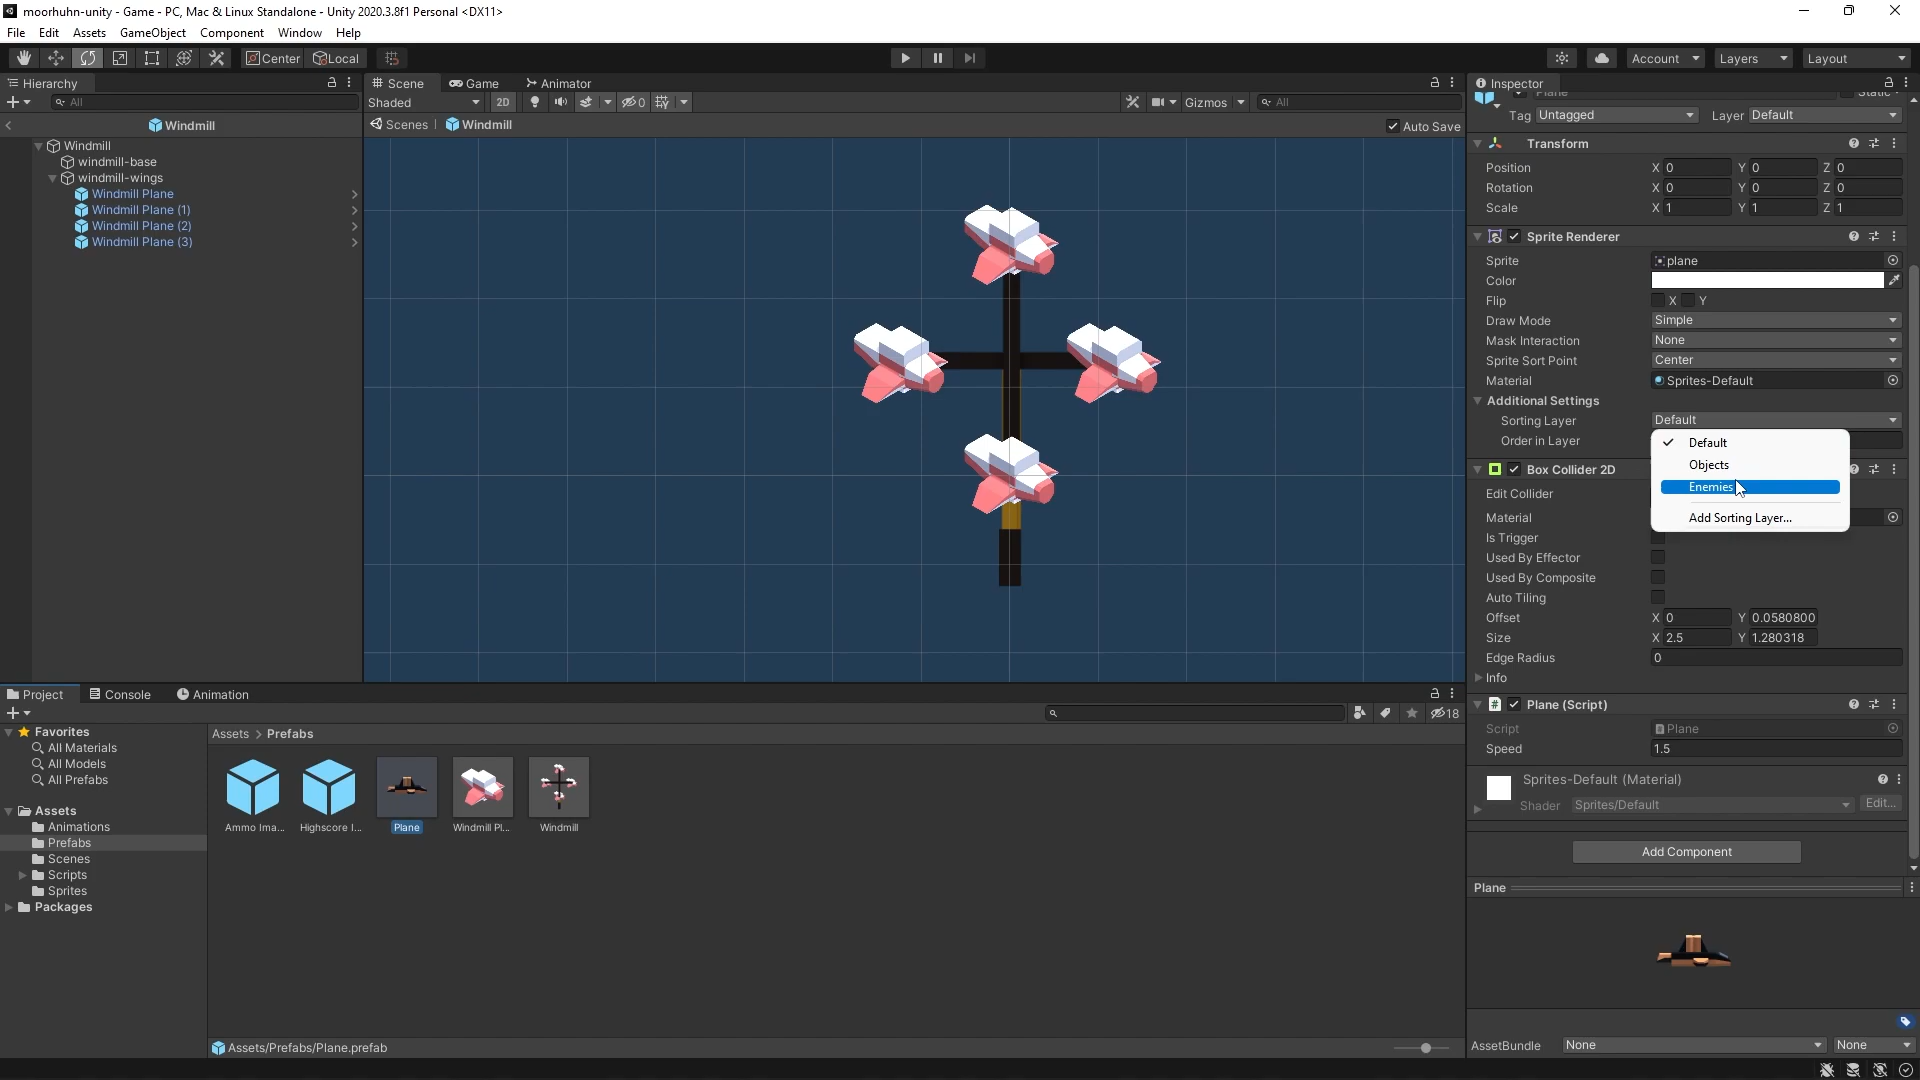 moorhuhn-unity - Game - PC, Mac & Linux Standalone - Unity 2020.3.8f1 Personal <DX11>
File Edit Assets GameObject Component Window Help
Center Local
Account Layers Layout
Hierarchy
All
Windmill
Windmill
windmill-base
windmill-wings
Windmill Plane
Windmill Plane (1)
Windmill Plane (2)
Windmill Plane (3)
Scene Game Animator
Shaded 2D 0 Gizmos All
Scenes Windmill Auto Save
Inspector
Plane Static
Tag Untagged Layer Default
Transform
Position X 0 Y 0 Z 0
Rotation X 0 Y 0 Z 0
Scale X 1 Y 1 Z 1
Sprite Renderer
Sprite plane
Color
Flip X Y
Draw Mode Simple
Mask Interaction None
Sprite Sort Point Center
Material Sprites-Default
Additional Settings
Sorting Layer Default
Order in Layer
Default
Objects
Enemies
Add Sorting Layer...
Box Collider 2D
Edit Collider
Material
Is Trigger
Used By Effector
Used By Composite
Auto Tiling
Offset X 0 Y 0.0580800
Size X 2.5 Y 1.280318
Edge Radius 0
Info
Plane (Script)
Script Plane
Speed 1.5
Sprites-Default (Material)
Shader Sprites/Default Edit...
Add Component
Plane
AssetBundle None None
Project Console Animation
18
Favorites
All Materials
All Models
All Prefabs
Assets
Animations
Prefabs
Scenes
Scripts
Sprites
Packages
Assets > Prefabs
Ammo Ima... Highscore I... Plane Windmill Pl... Windmill
Assets/Prefabs/Plane.prefab